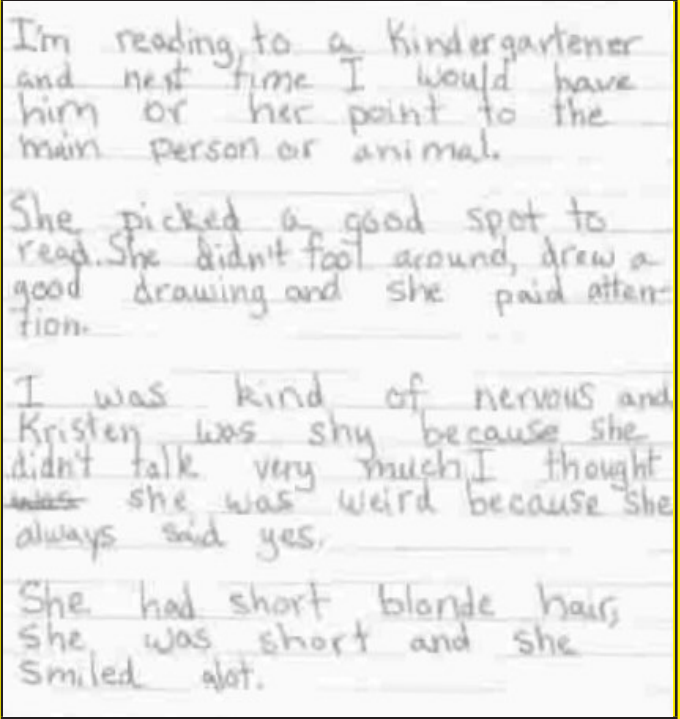 I'm reading to a kindergartener
and next time I would have
him or her point to the
main person or animal.
She picked a good spot to
read. She didn't fool around, drew a
good drawing and she paid atten-
tion.
I was kind of nervous and
Kristen was shy because she
didn't talk very much. I thought
was she was weird because she
always said yes.
She had short blonde hair,
she was short and she
smiled alot.